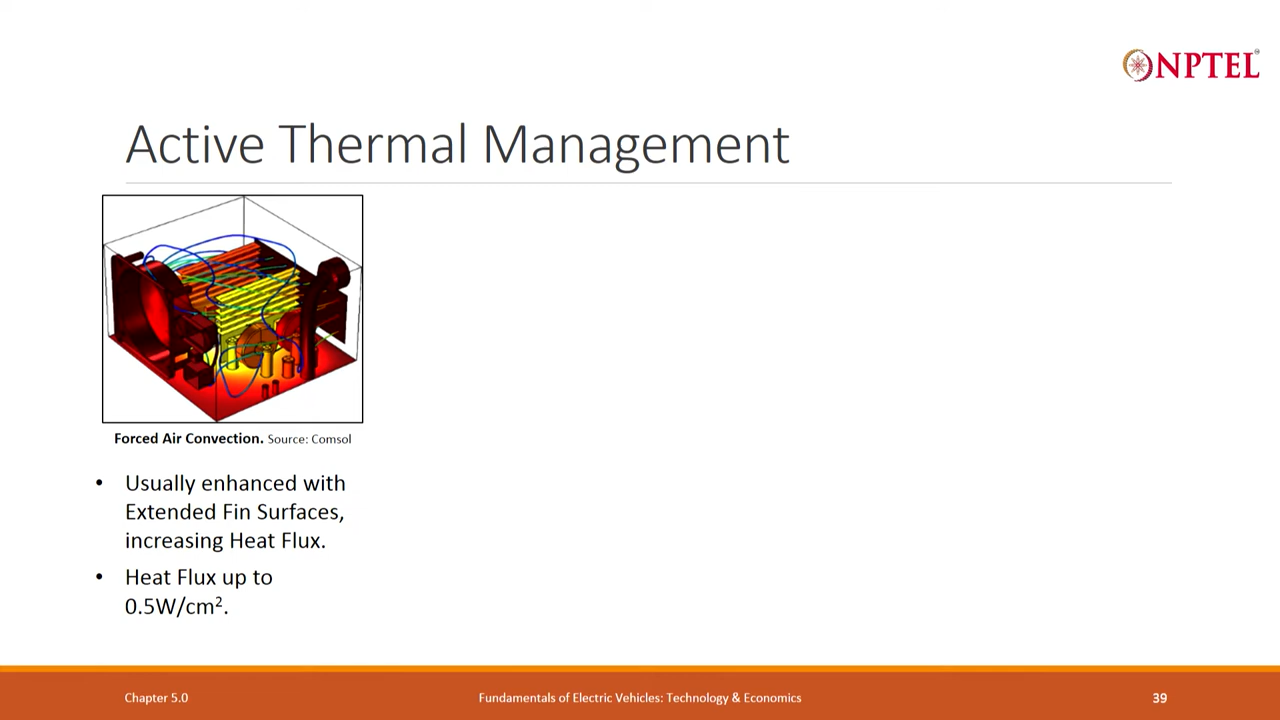 NPTEL
Active Thermal Management
Forced Air Convection. Source: Comsol
• Usually enhanced with
Extended Fin Surfaces,
increasing Heat Flux.
• Heat Flux up to
0.5W/cm².
Chapter 5.0
Fundamentals of Electric Vehicles: Technology & Economics
39